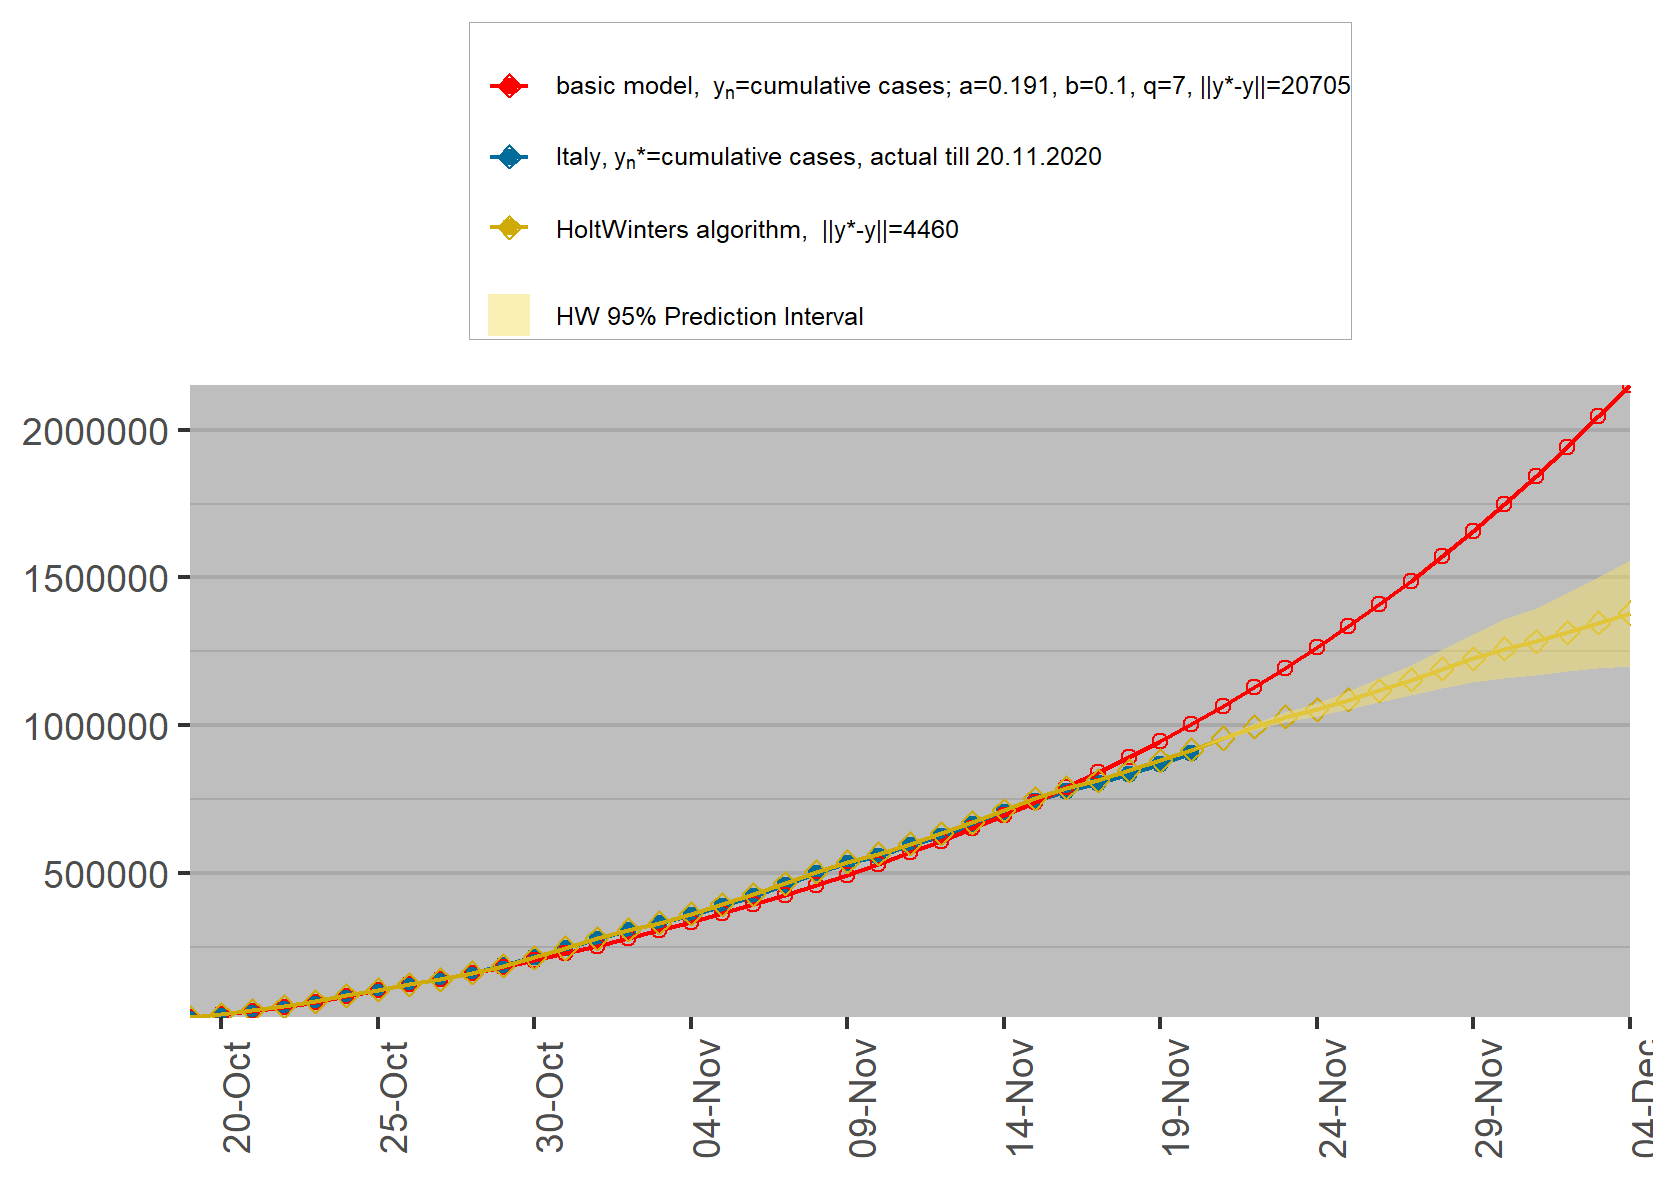 basic model, yn=cumulative cases; a=0.191, b=0.1, q=7, ||y*-y||=20705
Italy, yn*=cumulative cases, actual till 20.11.2020
HoltWinters algorithm, ||y*-y||=4460
HW 95% Prediction Interval
2000000
1500000
1000000
500000
20-Oct
25-Oct
30-Oct
04-Nov
09-Nov
14-Nov
19-Nov
24-Nov
29-Nov
04-Dec